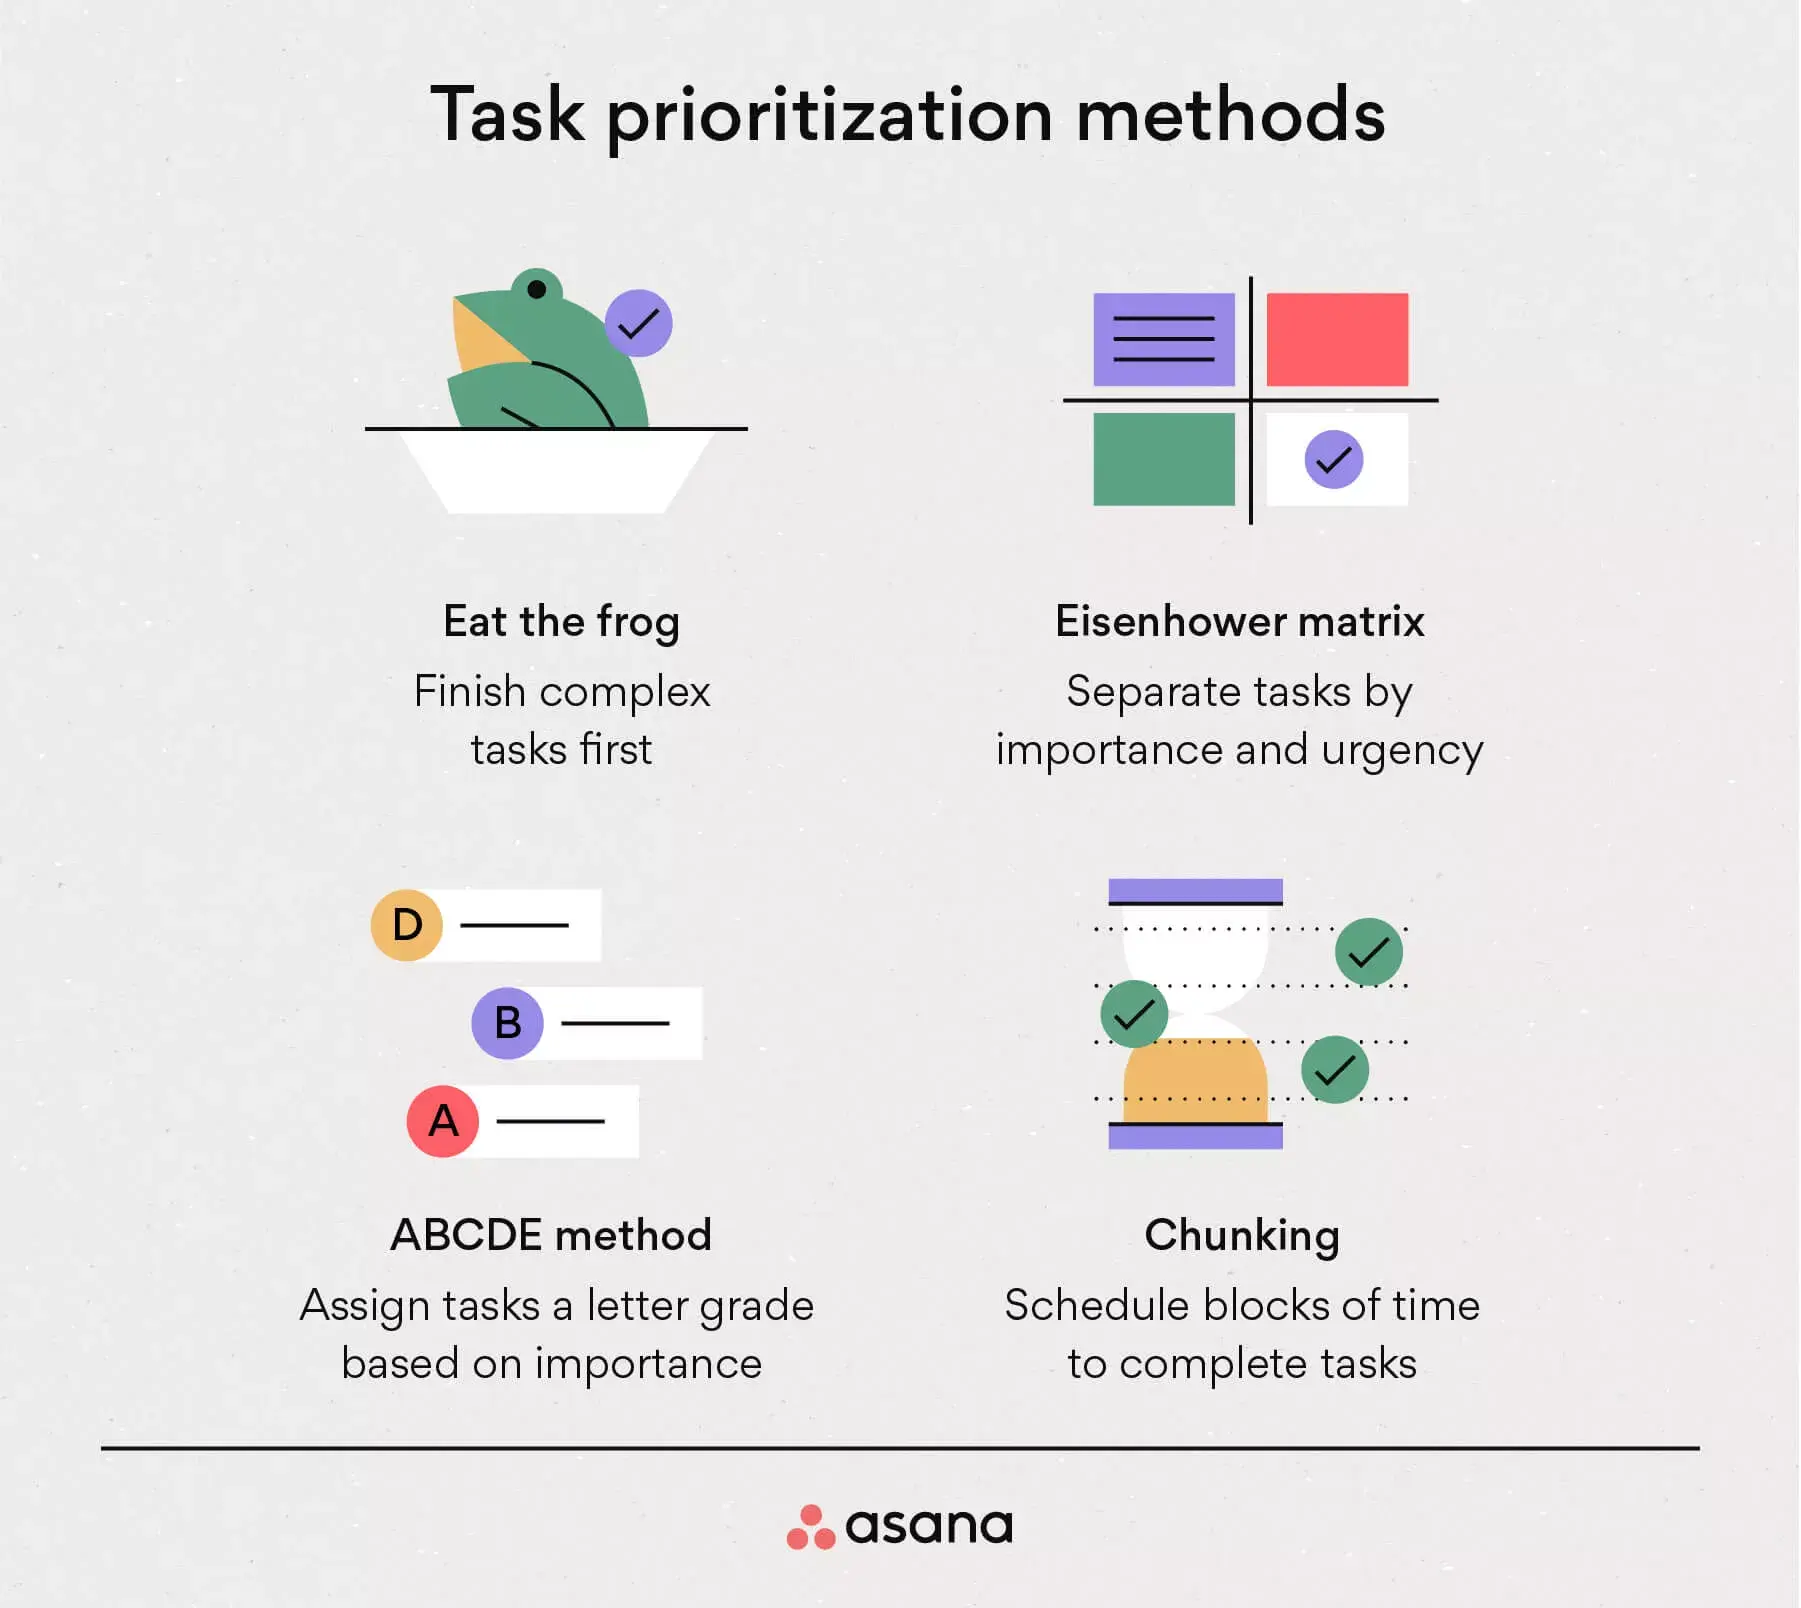 Task prioritization methods
Eat the frog
Finish complex
tasks first
Eisenhower matrix
Separate tasks by
importance and urgency
D
B
A
ABCDE method
Assign tasks a letter grade
based on importance
Chunking
Schedule blocks of time
to complete tasks
asana